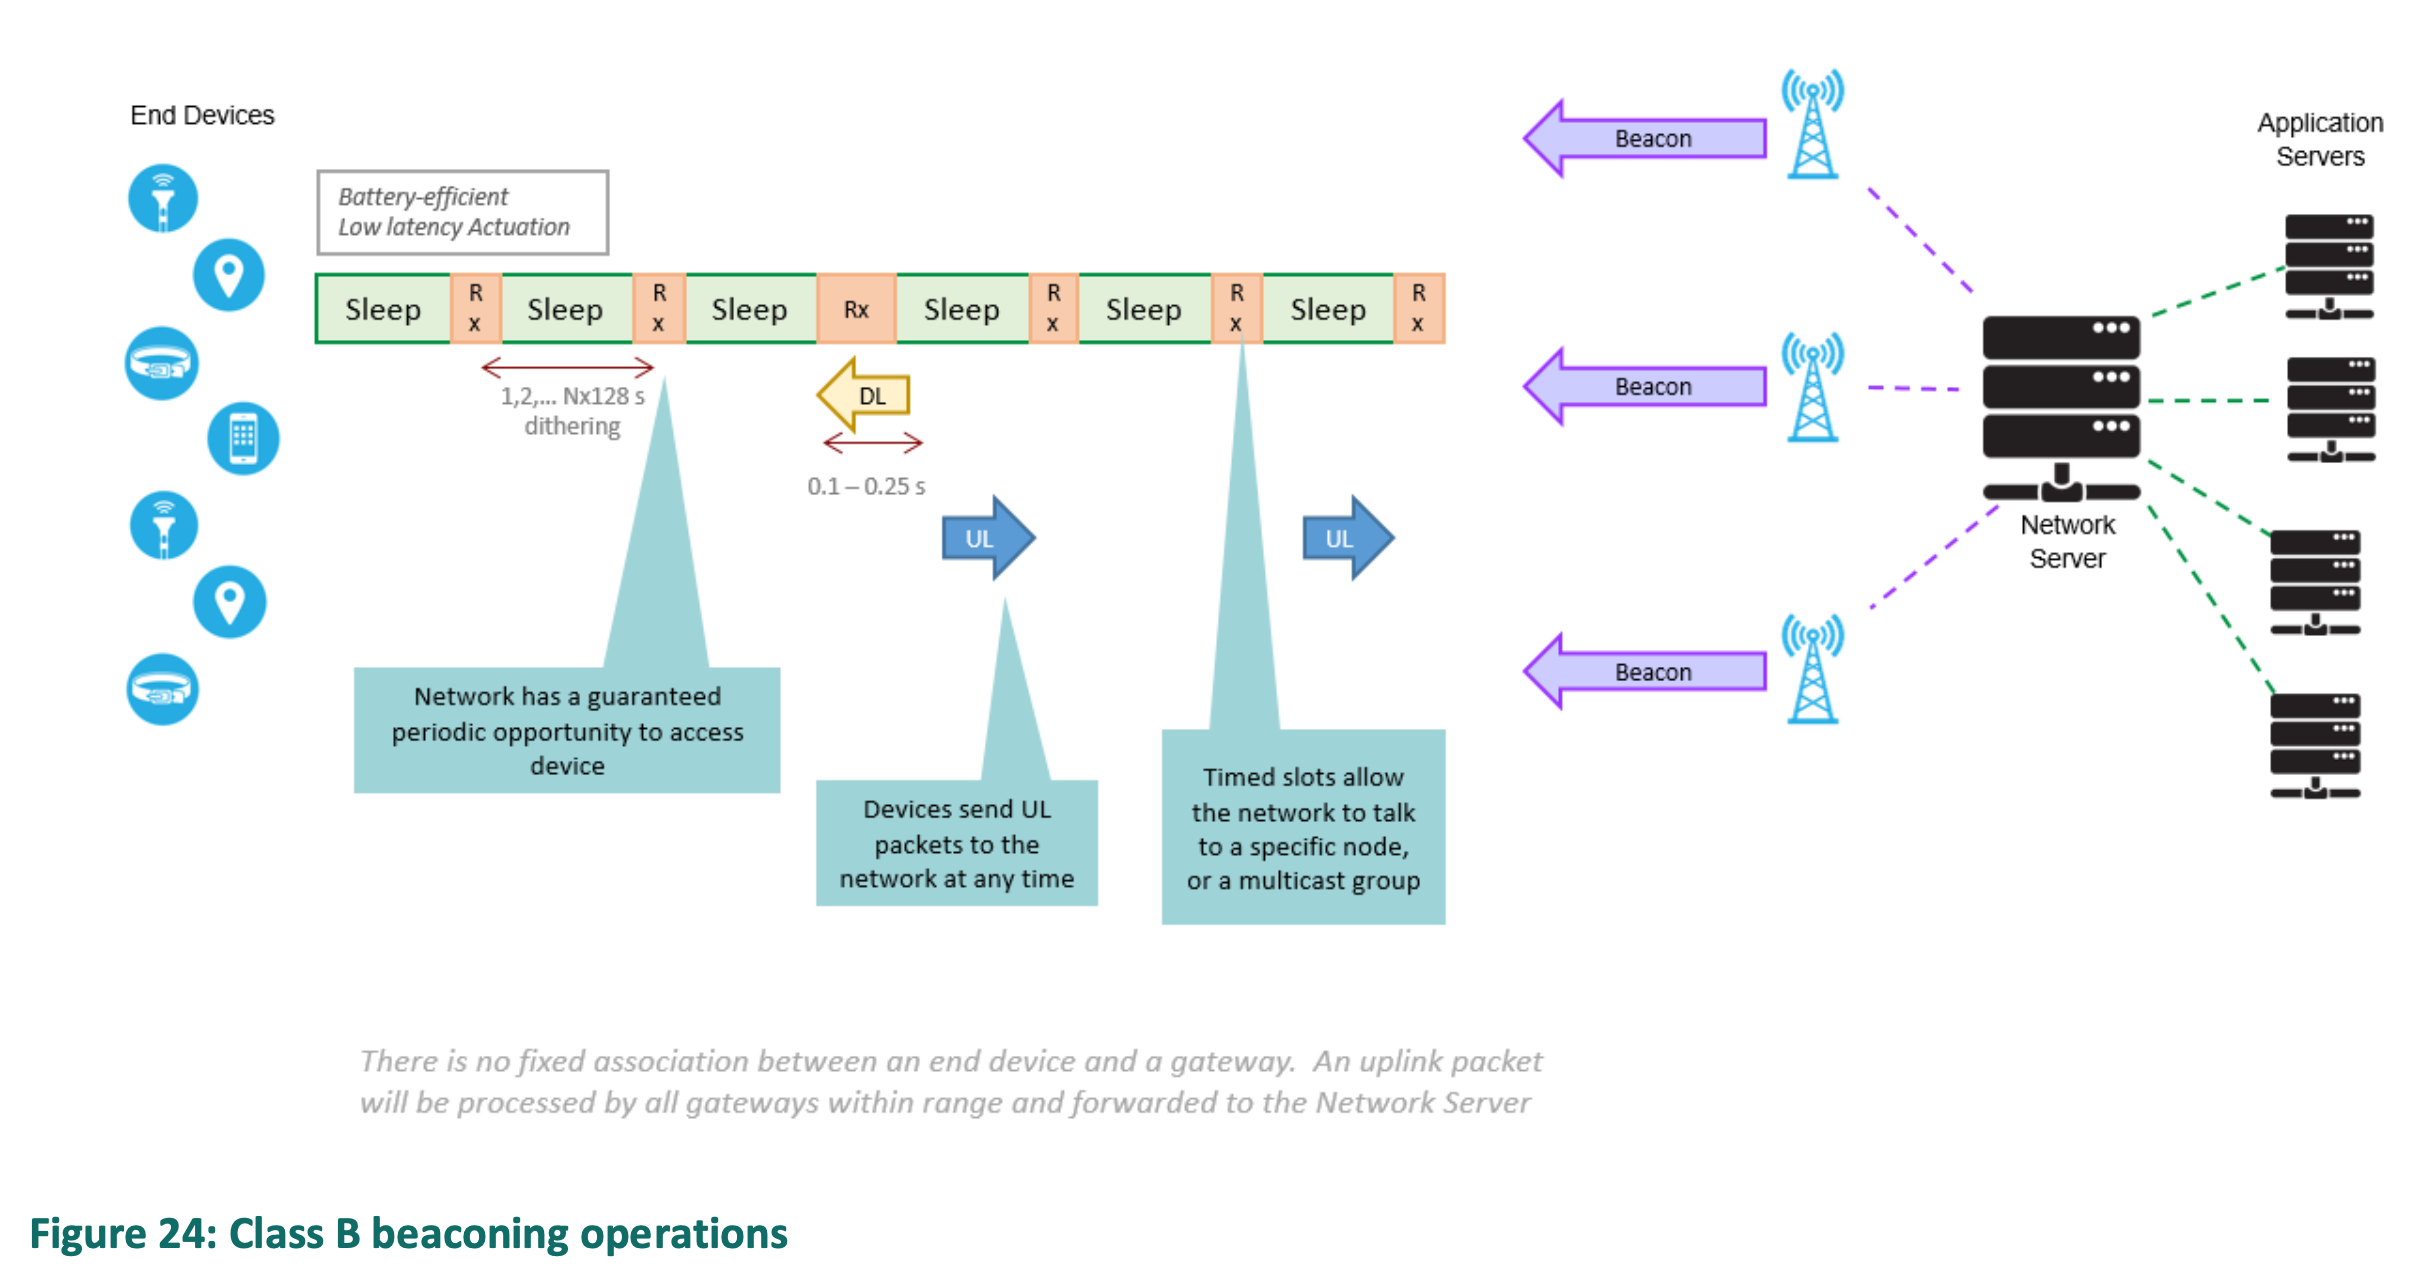 End Devices
Battery-efficient
Low latency Actuation
Sleep
R
x
Sleep
R
x
Sleep
Rx
Sleep
R
x
Sleep
R
x
Sleep
R
x
1,2,... Nx128 s
dithering
DL
0.1 – 0.25 s
UL
UL
Network has a guaranteed
periodic opportunity to access
device
Devices send UL
packets to the
network at any time
Timed slots allow
the network to talk
to a specific node,
or a multicast group
Beacon
Beacon
Beacon
Network
Server
Application
Servers
There is no fixed association between an end device and a gateway.  An uplink packet
will be processed by all gateways within range and forwarded to the Network Server
Figure 24: Class B beaconing operations